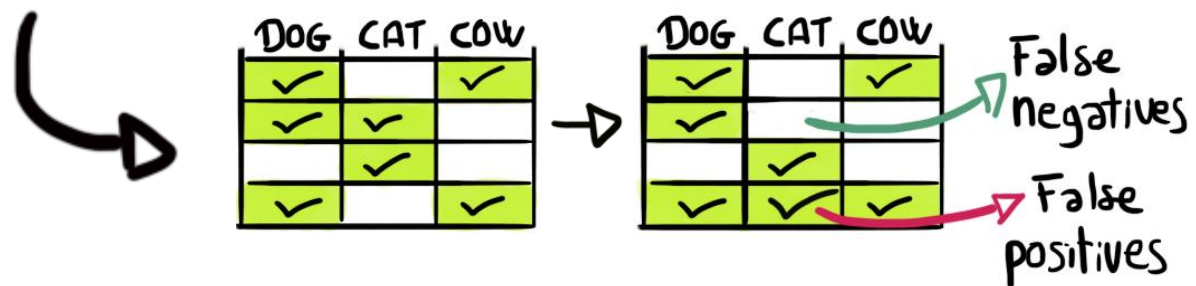 DOG CAT COW
DOG CAT COW
False
negatives
False
positives